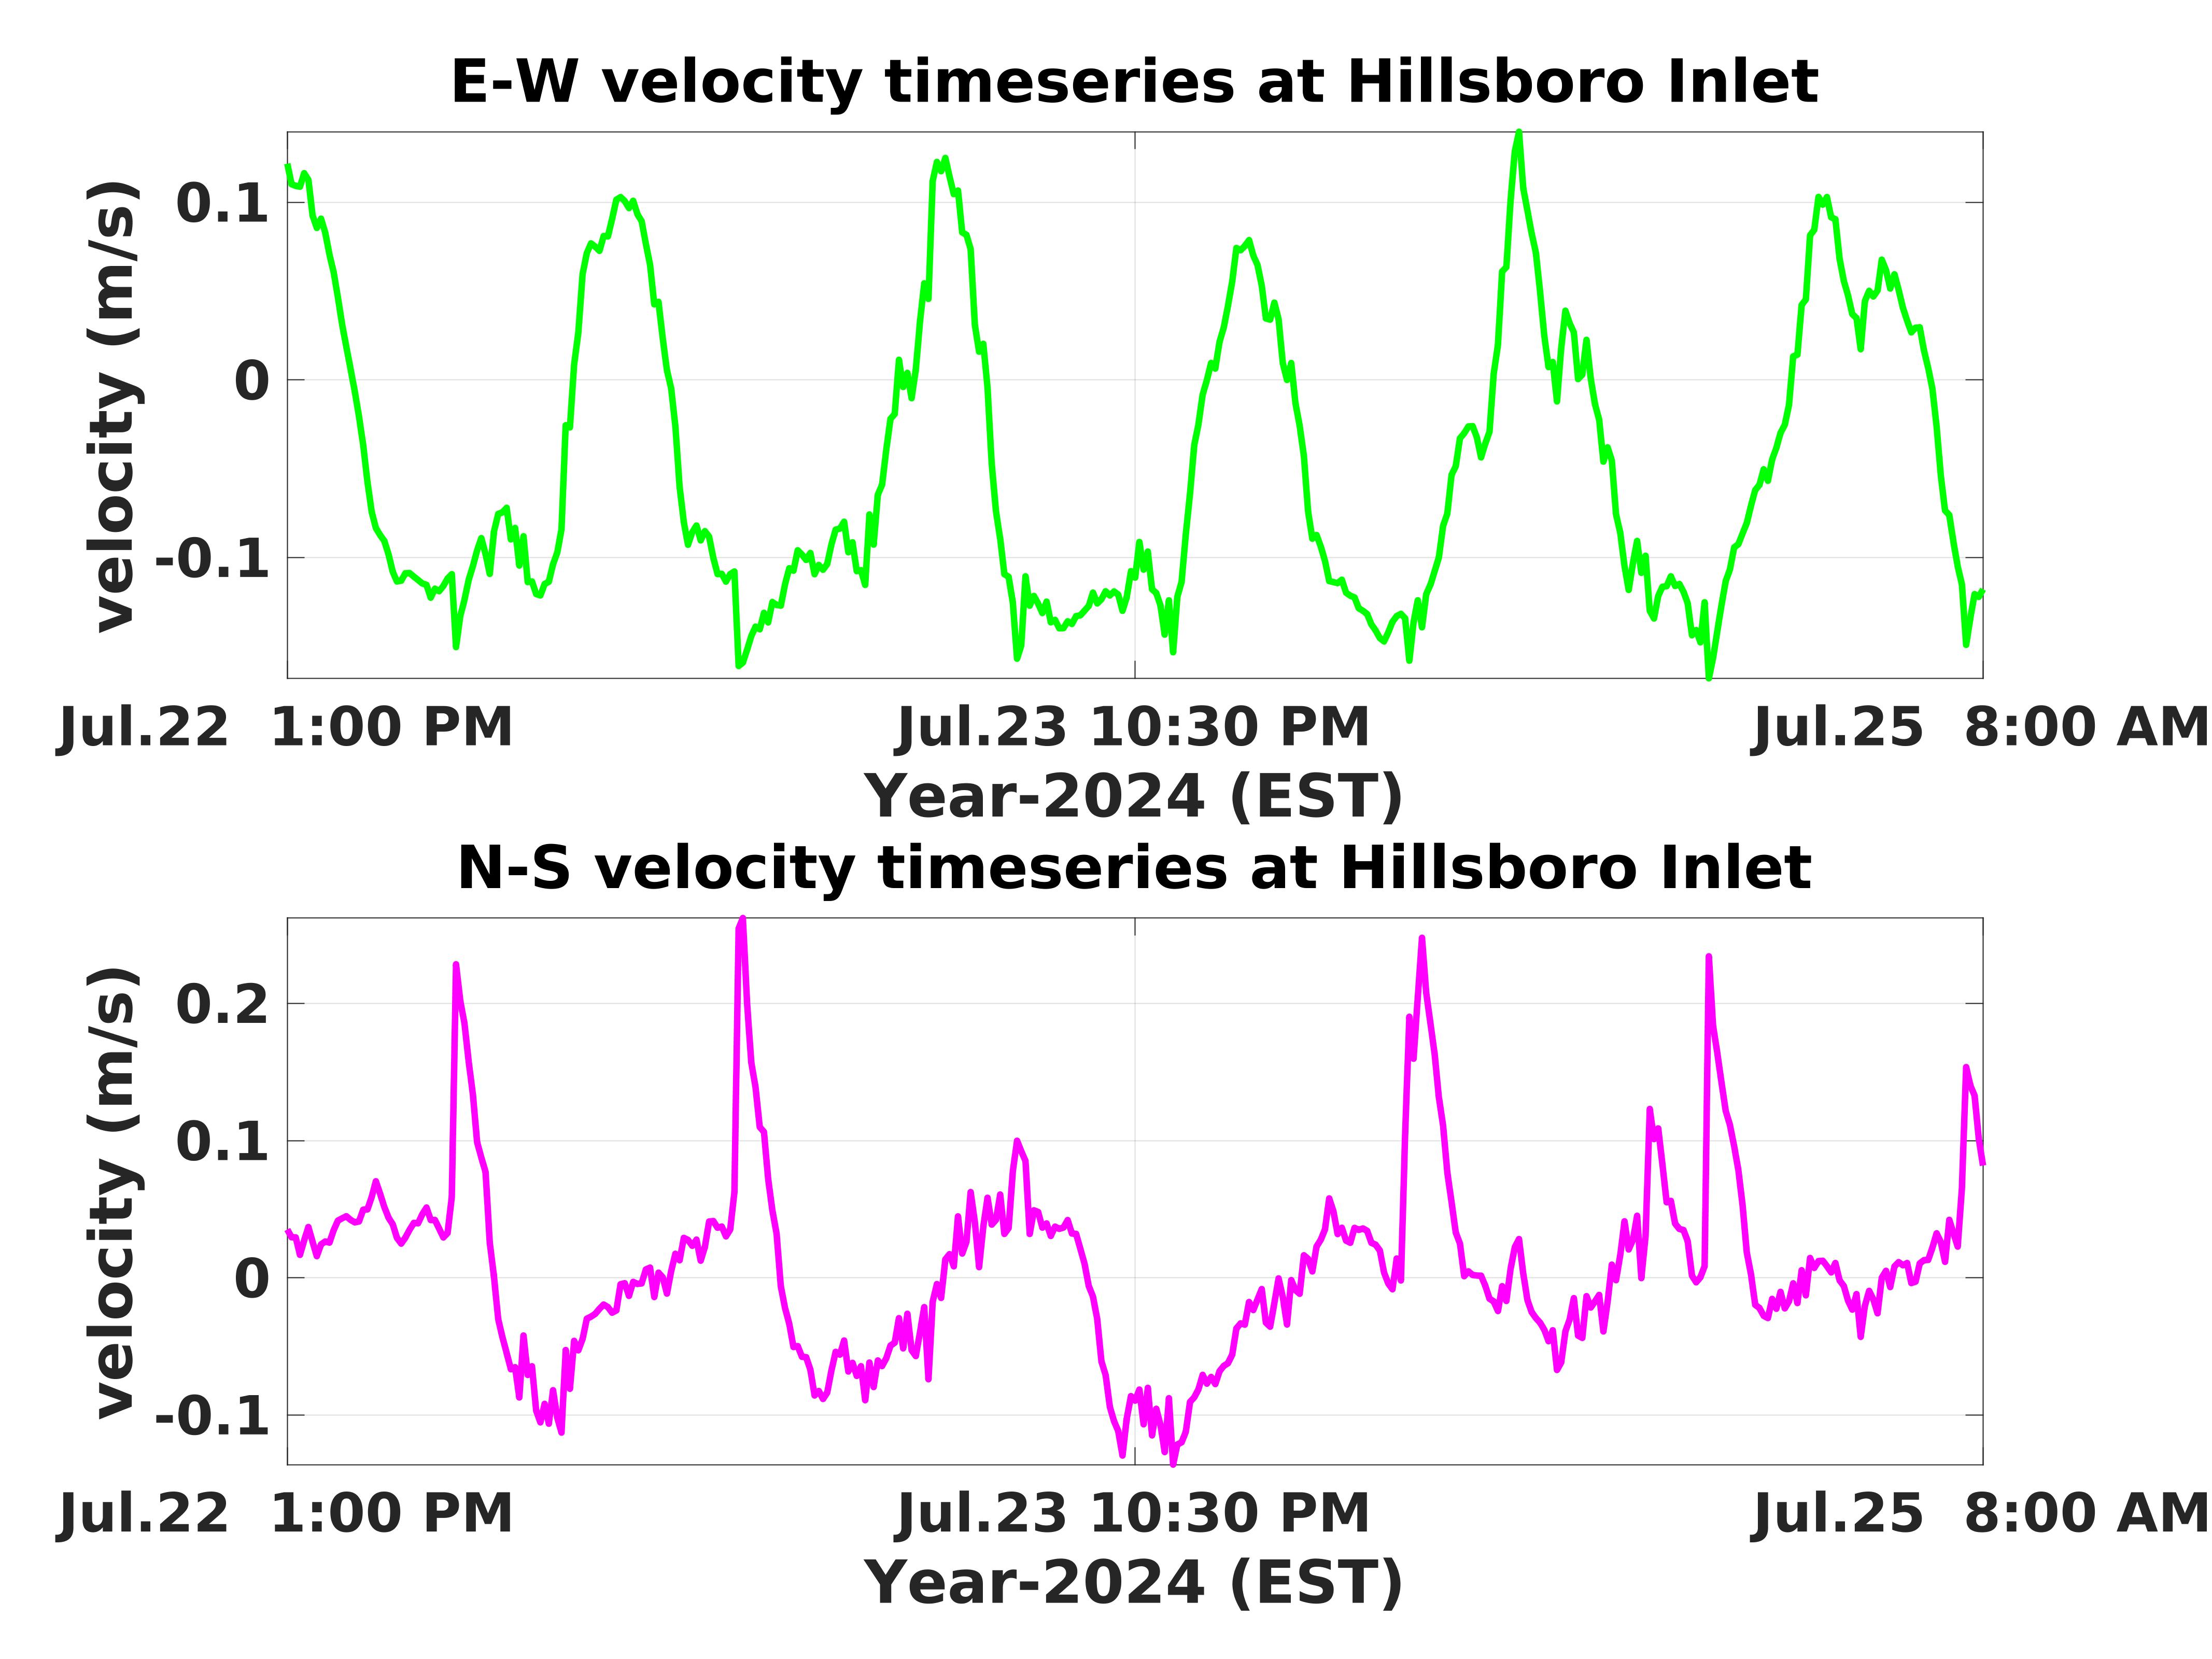 E-W velocity timeseries at Hillsboro Inlet
velocity (m/s)
0.1
0
-0.1
Jul.22  1:00 PM
Jul.23 10:30 PM
Jul.25  8:00 AM
Year-2024 (EST)
N-S velocity timeseries at Hillsboro Inlet
velocity (m/s)
0.2
0.1
0
-0.1
Jul.22  1:00 PM
Jul.23 10:30 PM
Jul.25  8:00 AM
Year-2024 (EST)